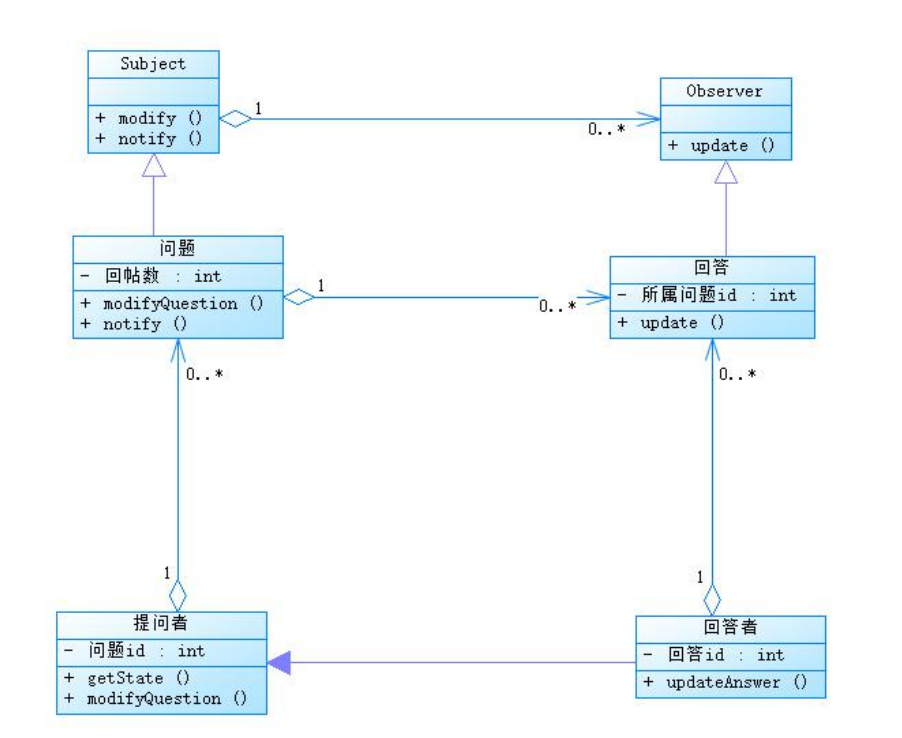 Subject
+ modify ()
+ notify ()
1
0..*
Observer
+ update ()
问题
- 回帖数 : int
+ modifyQuestion ()
+ notify ()
1
0..*
回答
- 所属问题id : int
+ update ()
0..*
0..*
1
1
提问者
- 问题id : int
+ getState ()
+ modifyQuestion ()
回答者
- 回答id : int
+ updateAnswer ()